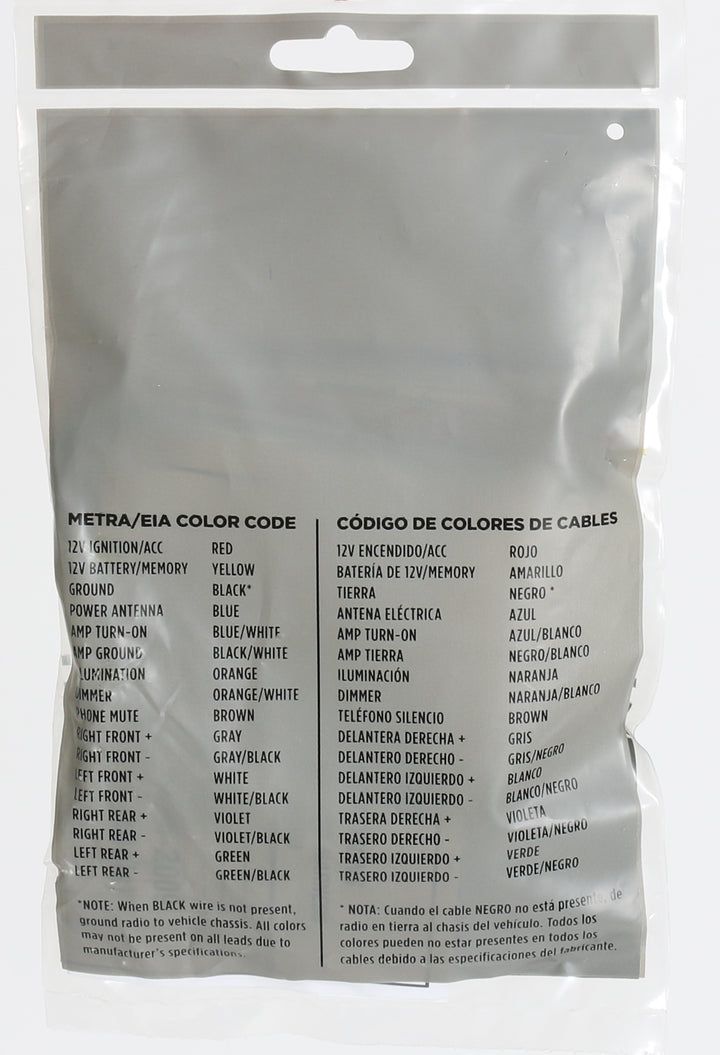 METRA/EIA COLOR CODE
12V IGNITION/ACC RED
12V BATTERY/MEMORY YELLOW
GROUND BLACK*
POWER ANTENNA BLUE
AMP TURN-ON BLUE/WHITE
AMP GROUND BLACK/WHITE
ILLUMINATION ORANGE
DIMMER ORANGE/WHITE
PHONE MUTE BROWN
RIGHT FRONT + GRAY
RIGHT FRONT - GRAY/BLACK
LEFT FRONT + WHITE
LEFT FRONT - WHITE/BLACK
RIGHT REAR + VIOLET
RIGHT REAR - VIOLET/BLACK
LEFT REAR + GREEN
LEFT REAR - GREEN/BLACK
*NOTE: When BLACK wire is not present,
ground radio to vehicle chassis. All colors
may not be present on all leads due to
manufacturer's specifications.
CÓDIGO DE COLORES DE CABLES
12V ENCENDIDO/ACC ROJO
BATERÍA DE 12V/MEMORY AMARILLO
TIERRA NEGRO *
ANTENA ELÉCTRICA AZUL
AMP TURN-ON AZUL/BLANCO
AMP TIERRA NEGRO/BLANCO
ILUMINACIÓN NARANJA
DIMMER NARANJA/BLANCO
TELÉFONO SILENCIO BROWN
DELANTERA DERECHA + GRIS
DELANTERO DERECHO - GRIS/NEGRO
DELANTERO IZQUIERDO + BLANCO
DELANTERO IZQUIERDO - BLANCO/NEGRO
TRASERA DERECHA + VIOLETA
TRASERO DERECHO - VIOLETA/NEGRO
TRASERO IZQUIERDO + VERDE
TRASERO IZQUIERDO - VERDE/NEGRO
* NOTA: Cuando el cable NEGRO no está presente, de
radio en tierra al chasis del vehículo. Todos los
colores pueden no estar presentes en todos los
cables debido a las especificaciones del fabricante.